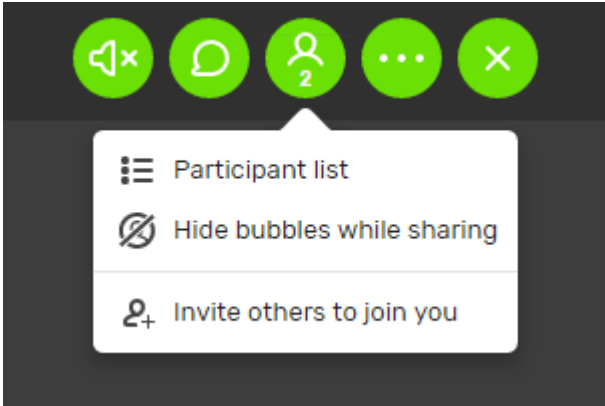 2
Participant list
Hide bubbles while sharing
Invite others to join you